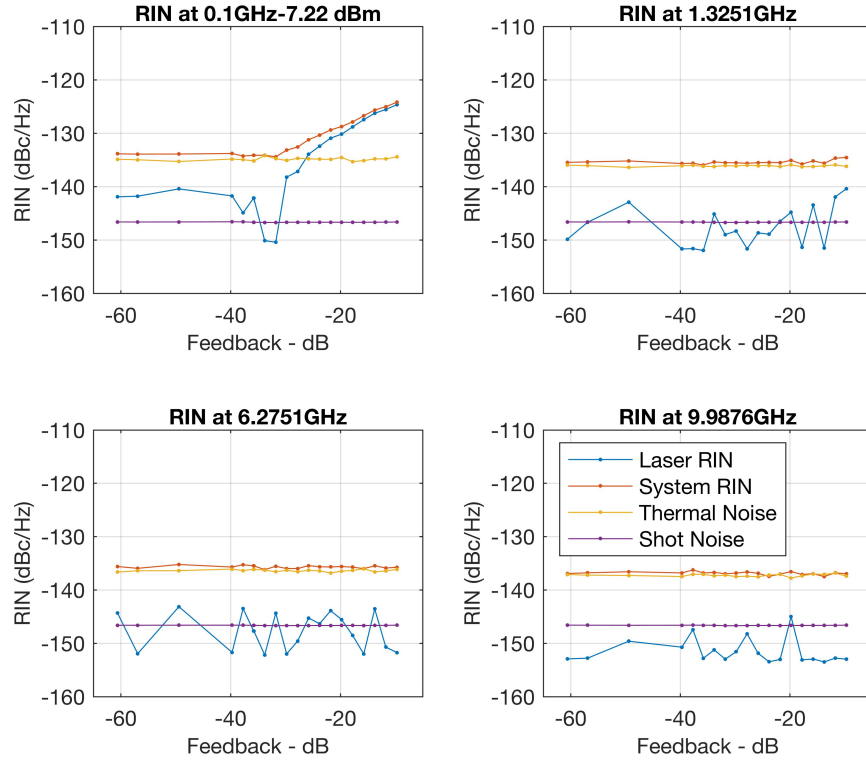 RIN at 0.1GHz-7.22 dBm
-110
-120
-130
-140
-150
-160
RIN (dBc/Hz)
-60
-40
-20
Feedback - dB
RIN at 1.3251GHz
-110
-120
-130
-140
-150
-160
RIN (dBc/Hz)
-60
-40
-20
Feedback - dB
RIN at 6.2751GHz
-110
-120
-130
-140
-150
-160
RIN (dBc/Hz)
-60
-40
-20
Feedback - dB
RIN at 9.9876GHz
-110
-120
-130
-140
-150
-160
RIN (dBc/Hz)
Laser RIN
System RIN
Thermal Noise
Shot Noise
-60
-40
-20
Feedback - dB